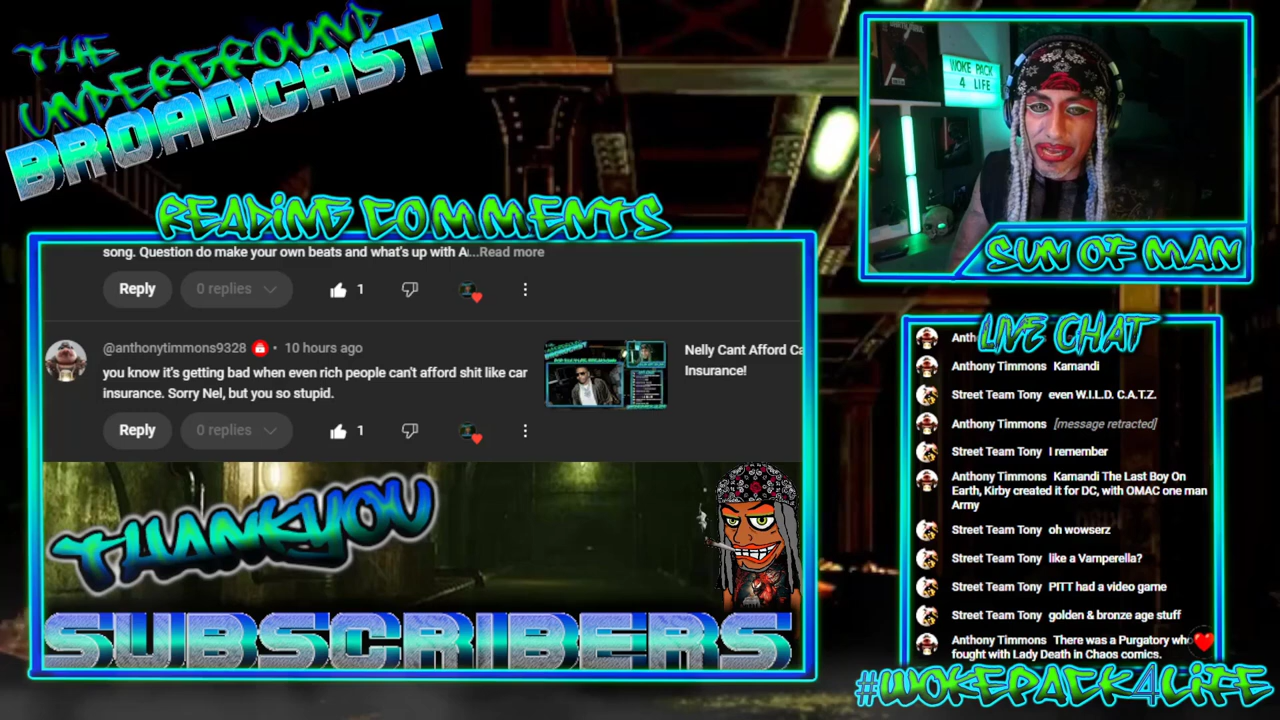 THE
UNDERGROUND
BROADCAST
READING COMMENTS
song. Question do make your own beats and what's up with A...Read more
Reply
0 replies
1
@anthonytimmons9328 • 10 hours ago
you know it's getting bad when even rich people can't afford shit like car
insurance. Sorry Nel, but you so stupid.
Nelly Cant Afford Ca
Insurance!
Reply
0 replies
1
THANKYOU
SUBSCRIBERS
WOKE PACK
4 LIFE
SUN OF MAN
LIVE CHAT
Anth
Anthony Timmons Kamandi
Street Team Tony even W.I.L.D. C.A.T.Z.
Anthony Timmons [message retracted]
Street Team Tony I remember
Anthony Timmons Kamandi The Last Boy On
Earth, Kirby created it for DC, with OMAC one man
Army
Street Team Tony oh wowserz
Street Team Tony like a Vamperella?
Street Team Tony PITT had a video game
Street Team Tony golden & bronze age stuff
Anthony Timmons There was a Purgatory who
fought with Lady Death in Chaos comics.
#WOKEPACK4LIFE